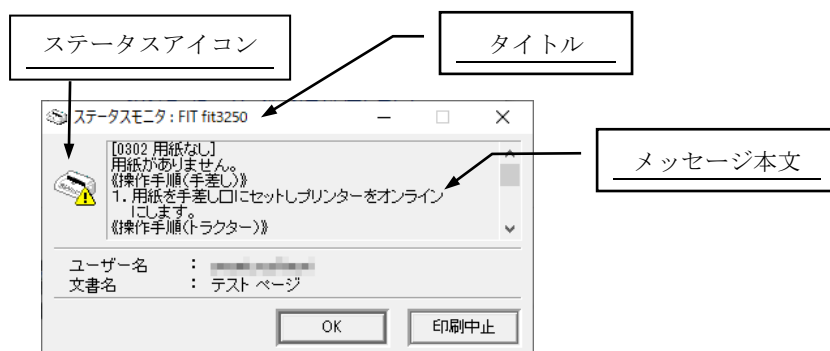 ステータスアイコン
タイトル
ステータスモニタ : FIT fit3250
[0302 用紙なし]
用紙がありません。
《操作手順(手差し)》
1. 用紙を手差し口にセットしプリンターをオンライン
にします。
《操作手順(トラクター)》
メッセージ本文
ユーザー名 :
文書名 : テスト ページ
OK
印刷中止